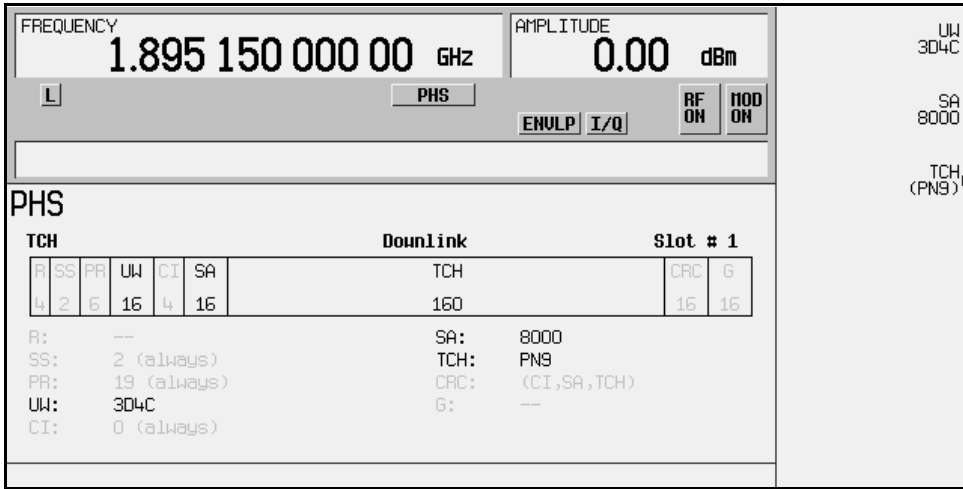 FREQUENCY
1.895 150 000 00 GHz
AMPLITUDE
0.00 dBm
L
PHS
ENVLP I/Q
RF ON
MOD ON
PHS
TCH Downlink Slot # 1
R SS PR UW CI SA TCH CRC G
4 2 6 16 4 16 160 16 16
R: --
SS: 2 (always)
PR: 19 (always)
UW: 3D4C
CI: 0 (always)
SA: 8000
TCH: PN9
CRC: (CI,SA,TCH)
G: --
UW
3D4C
SA
8000
TCH
(PN9)